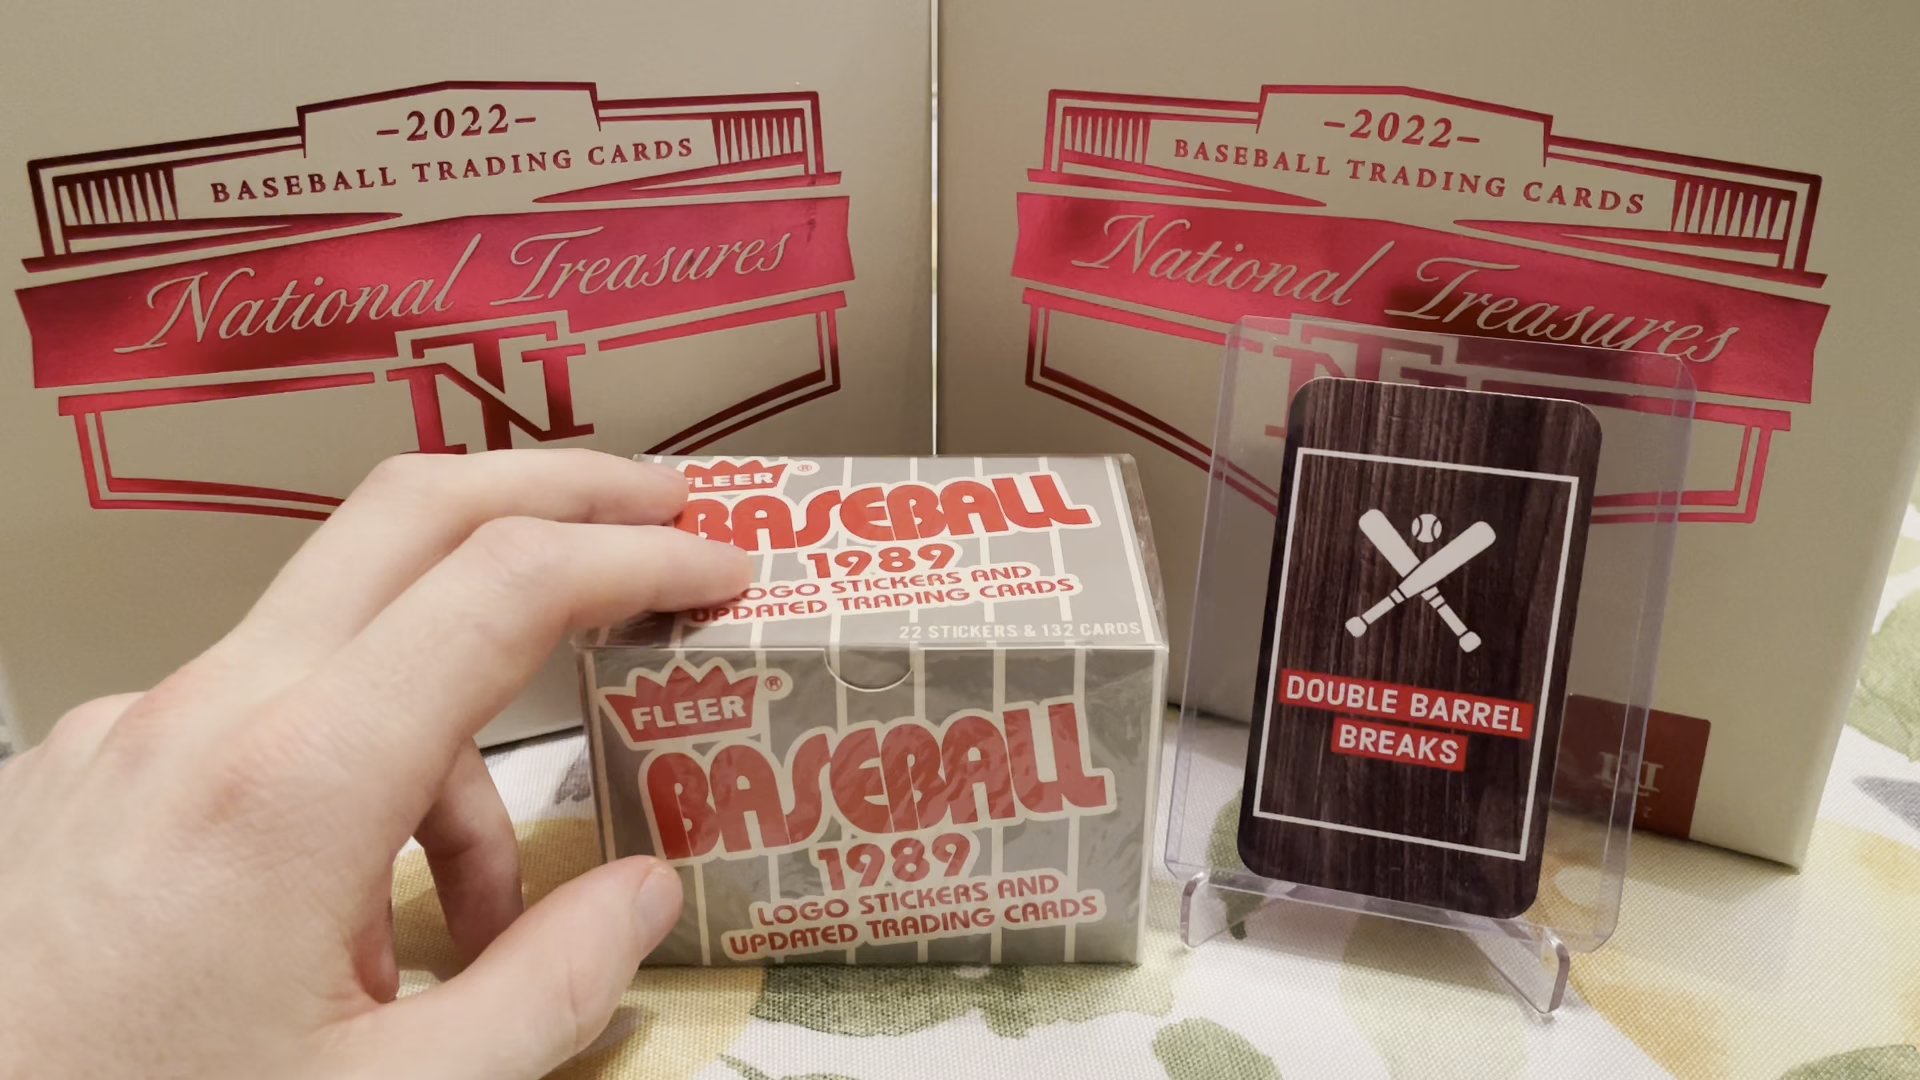 -2022-
BASEBALL TRADING CARDS
National Treasures
NT
-2022-
BASEBALL TRADING CARDS
National Treasures
FLEER ®
BASEBALL
1989
LOGO STICKERS AND
UPDATED TRADING CARDS
22 STICKERS & 132 CARDS
FLEER ®
BASEBALL
1989
LOGO STICKERS AND
UPDATED TRADING CARDS
DOUBLE BARREL
BREAKS